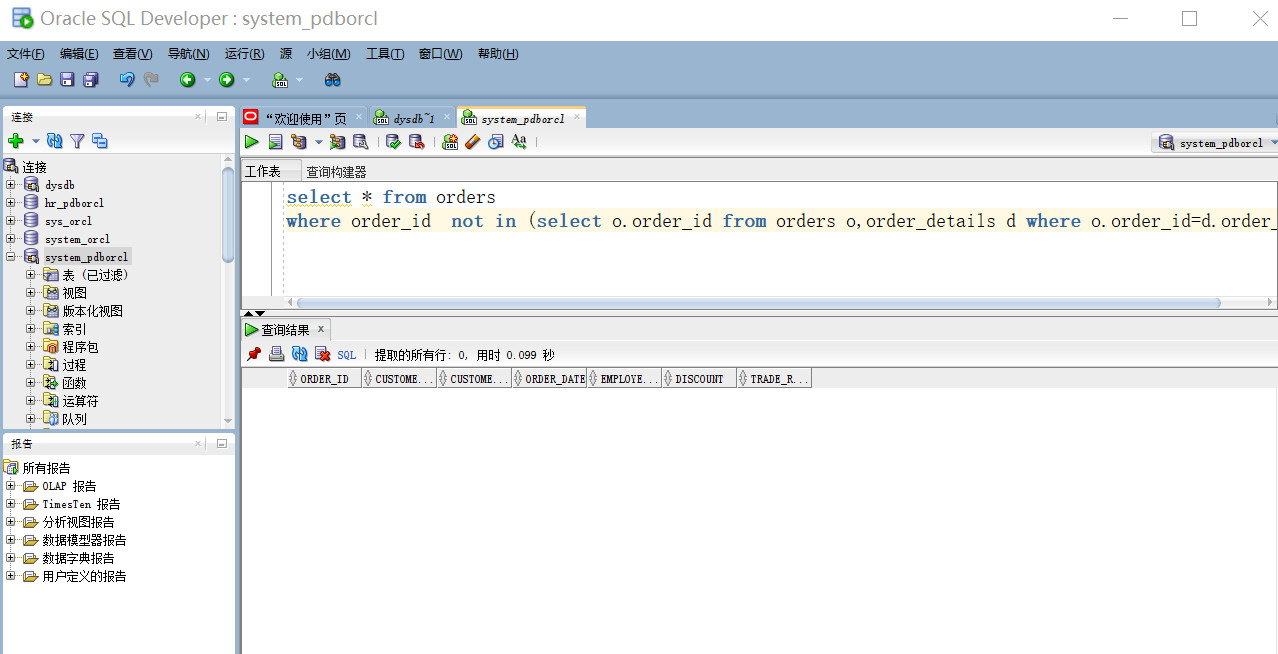 Oracle SQL Developer : system_pdborcl
文件(F) 编辑(E) 查看(V) 导航(N) 运行(R) 源 小组(M) 工具(T) 窗口(W) 帮助(H)
连接
连接
dysdb
hr_pdborcl
sys_orcl
system_orcl
system_pdborcl
表 (已过滤)
视图
版本化视图
索引
程序包
过程
函数
运算符
队列
报告
所有报告
OLAP 报告
TimesTen 报告
分析视图报告
数据模型器报告
数据字典报告
用户定义的报告
“欢迎使用”页 dysdb~1 system_pdborcl
system_pdborcl
工作表 查询构建器
select * from orders
where order_id  not in (select o.order_id from orders o,order_details d where o.order_id=d.order_
查询结果 x
SQL | 提取的所有行: 0, 用时 0.099 秒
ORDER_ID CUSTOME... CUSTOME... ORDER_DATE EMPLOYE... DISCOUNT TRADE_R...